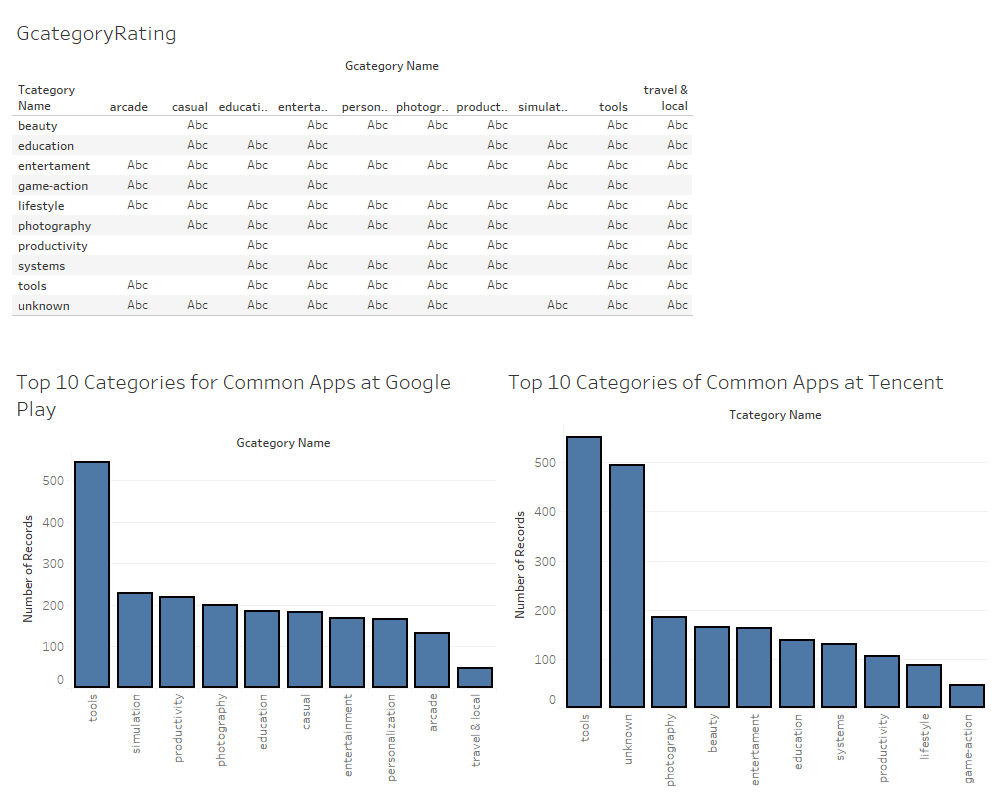 GcategoryRating
Gcategory Name
Tcategory
Name
arcade casual educati.. enterta.. person.. photogr.. product.. simulat.. tools travel &
local
beauty Abc Abc Abc Abc Abc Abc Abc
education Abc Abc Abc Abc Abc Abc Abc
entertament Abc Abc Abc Abc Abc Abc Abc Abc Abc Abc
game-action Abc Abc Abc Abc Abc
lifestyle Abc Abc Abc Abc Abc Abc Abc Abc Abc Abc
photography Abc Abc Abc Abc Abc Abc Abc Abc
productivity Abc Abc Abc Abc Abc
systems Abc Abc Abc Abc Abc Abc Abc
tools Abc Abc Abc Abc Abc Abc Abc Abc
unknown Abc Abc Abc Abc Abc Abc Abc Abc Abc
Top 10 Categories for Common Apps at Google
Play
Gcategory Name
Number of Records
500
400
300
200
100
0
tools
simulation
productivity
photography
education
casual
entertainment
personalization
arcade
travel & local
Top 10 Categories of Common Apps at Tencent
Tcategory Name
Number of Records
500
400
300
200
100
0
tools
unknown
photography
beauty
entertament
education
systems
productivity
lifestyle
game-action